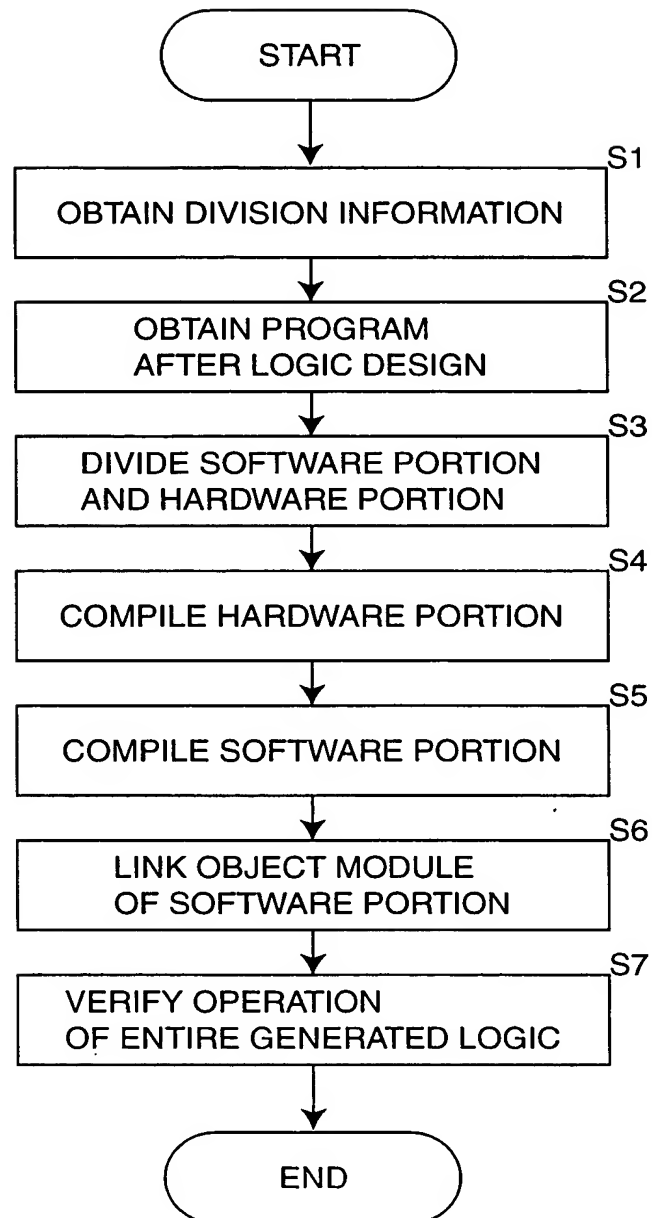 START
S1
OBTAIN DIVISION INFORMATION
S2
OBTAIN PROGRAM
AFTER LOGIC DESIGN
S3
DIVIDE SOFTWARE PORTION
AND HARDWARE PORTION
S4
COMPILE HARDWARE PORTION
S5
COMPILE SOFTWARE PORTION
S6
LINK OBJECT MODULE
OF SOFTWARE PORTION
S7
VERIFY OPERATION
OF ENTIRE GENERATED LOGIC
END